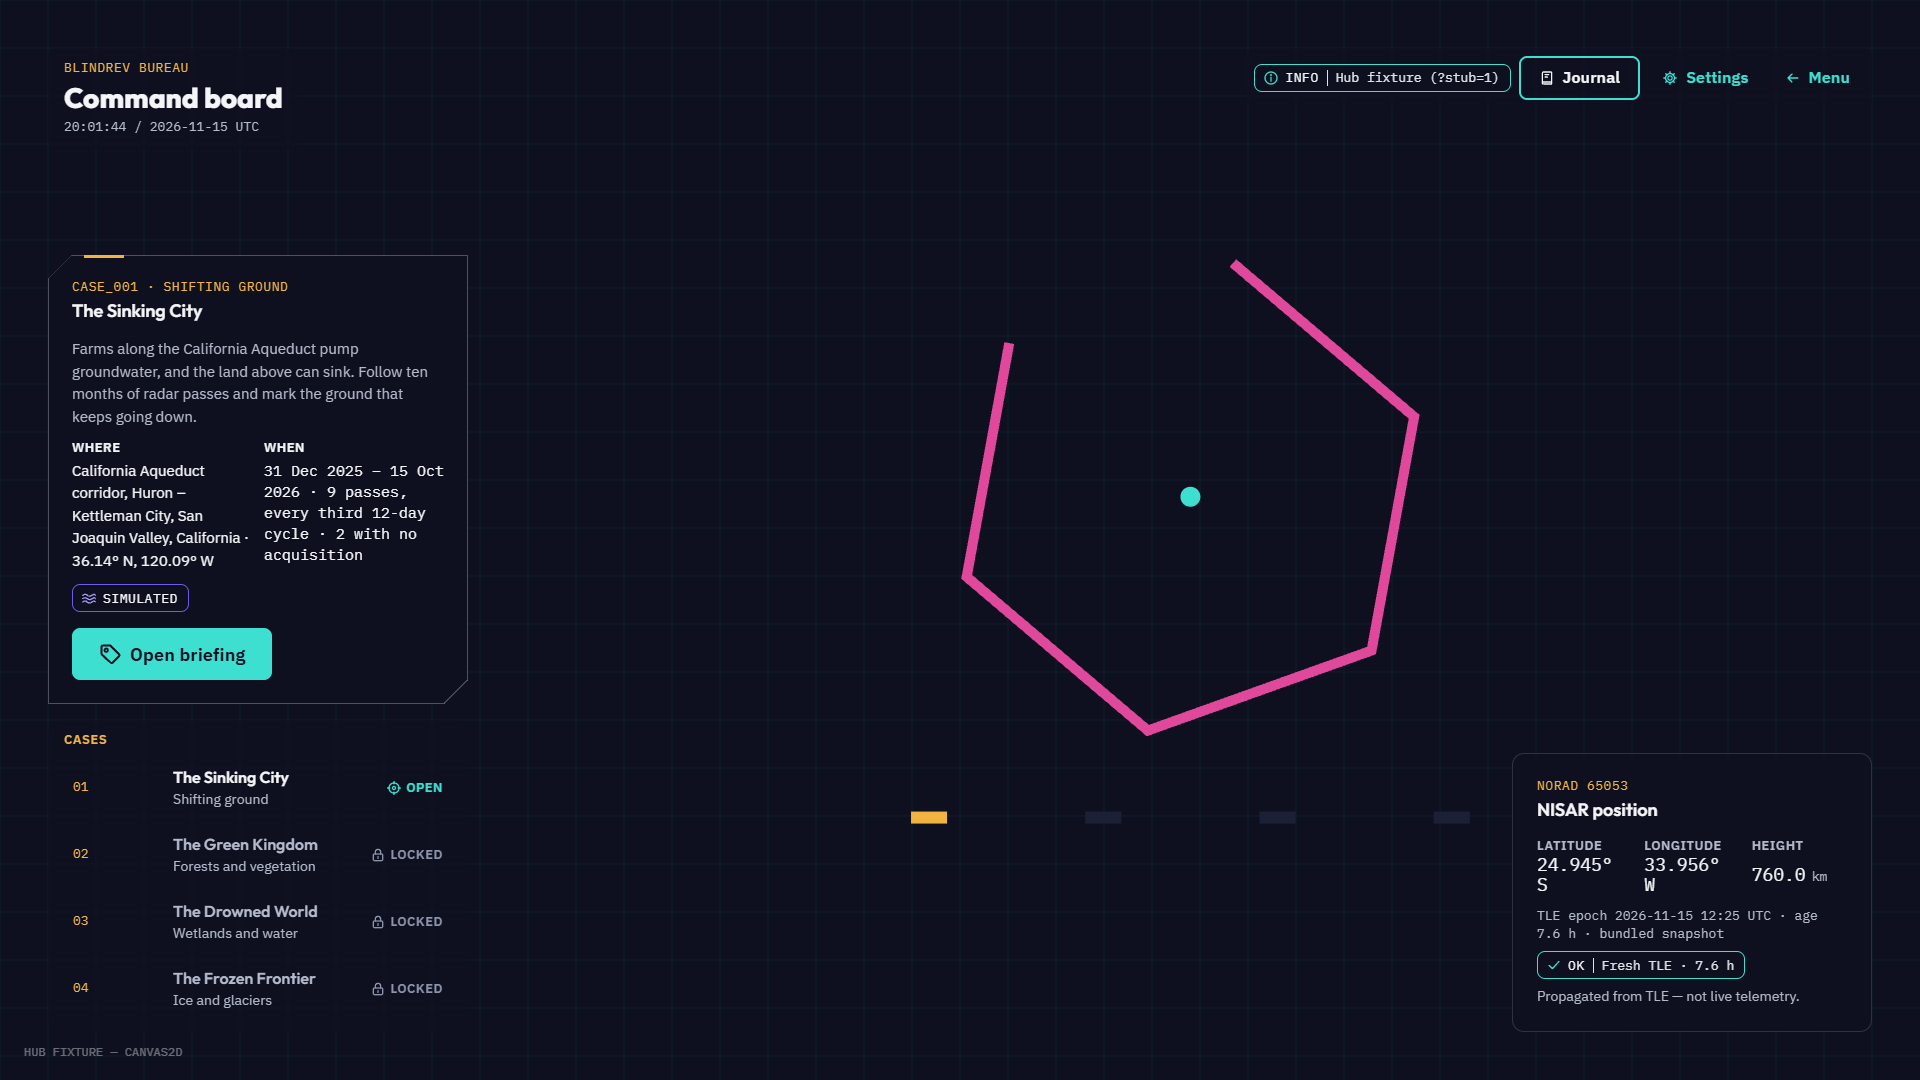 BLINDREV BUREAU
Command board
20:01:44 / 2026-11-15 UTC
INFO | Hub fixture (?stub=1)
Journal
Settings
Menu
CASE_001 · SHIFTING GROUND
The Sinking City
Farms along the California Aqueduct pump
groundwater, and the land above can sink. Follow ten
months of radar passes and mark the ground that
keeps going down.
WHERE
California Aqueduct
corridor, Huron –
Kettleman City, San
Joaquin Valley, California ·
36.14° N, 120.09° W
WHEN
31 Dec 2025 – 15 Oct
2026 · 9 passes,
every third 12-day
cycle · 2 with no
acquisition
SIMULATED
Open briefing
CASES
01 The Sinking City OPEN
Shifting ground
02 The Green Kingdom LOCKED
Forests and vegetation
03 The Drowned World LOCKED
Wetlands and water
04 The Frozen Frontier LOCKED
Ice and glaciers
NORAD 65053
NISAR position
LATITUDE LONGITUDE HEIGHT
24.945° 33.956° 760.0 km
S W
TLE epoch 2026-11-15 12:25 UTC · age
7.6 h · bundled snapshot
OK | Fresh TLE · 7.6 h
Propagated from TLE — not live telemetry.
HUB FIXTURE — CANVAS2D